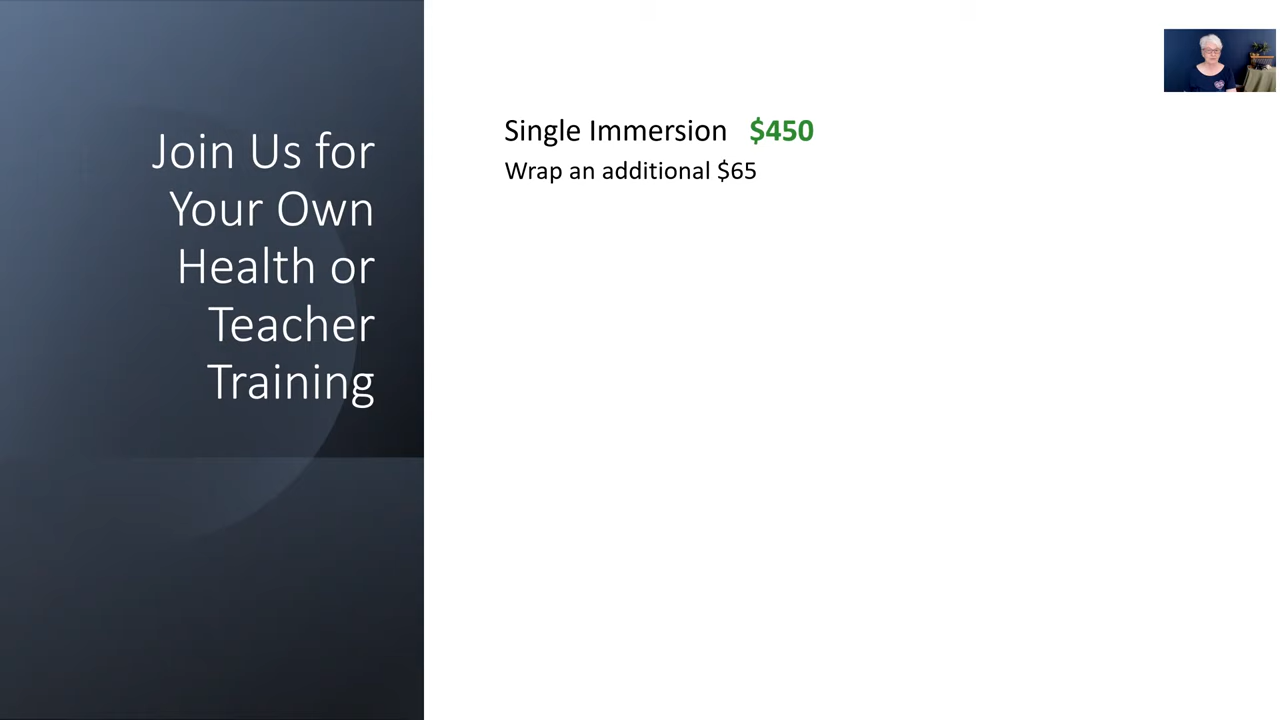 Join Us for
Your Own
Health or
Teacher
Training
Single Immersion $450
Wrap an additional $65